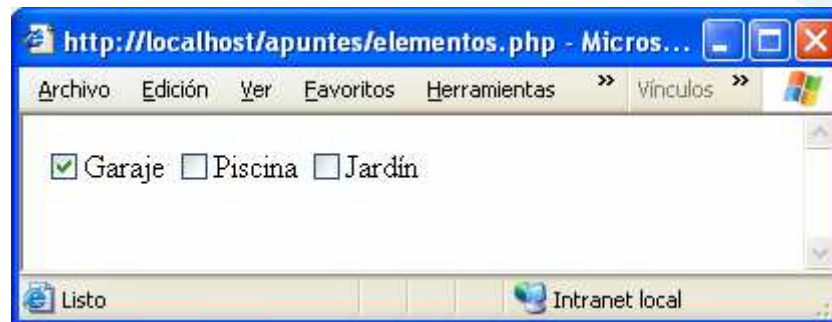 http://localhost/apuntes/elementos.php - Micros...
Archivo Edición Ver Favoritos Herramientas » Vínculos »
Garaje Piscina Jardín
Listo Intranet local